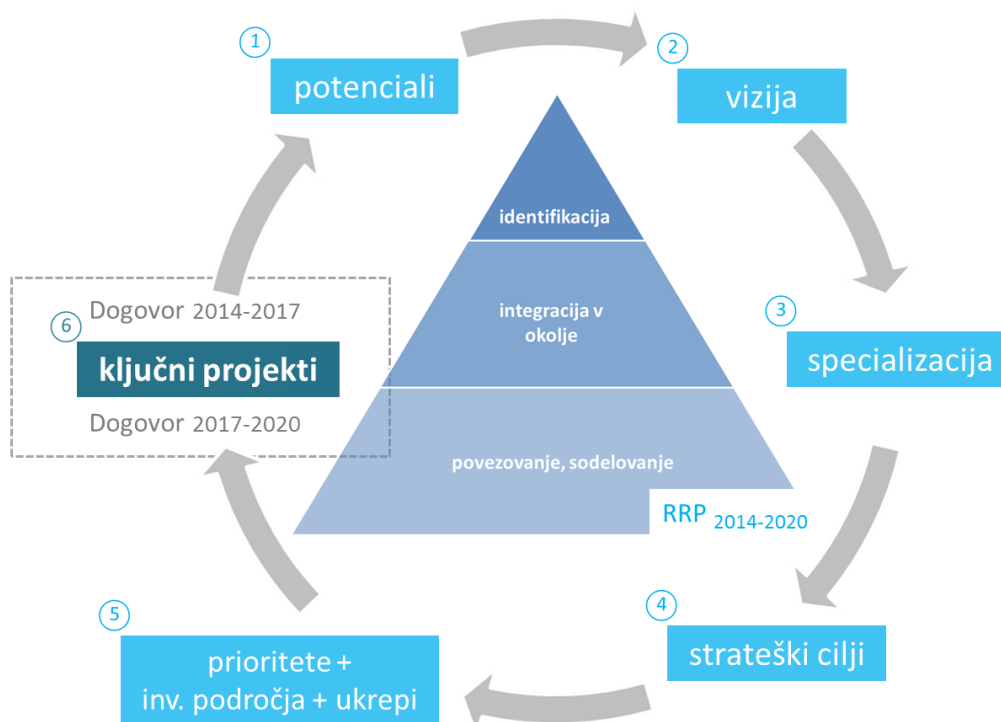 1
potenciali
2
vizija
3
specializacija
4
strateški cilji
5
prioritete +
inv. področja + ukrepi
Dogovor 2014-2017
6
ključni projekti
Dogovor 2017-2020
identifikacija
integracija v
okolje
povezovanje, sodelovanje
RRP 2014-2020